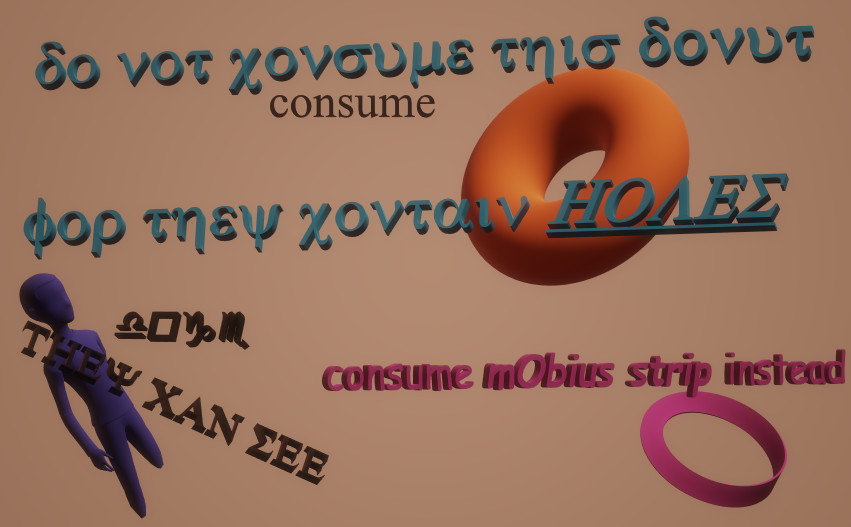 δο νοτ χονσυμε τηισ δονυτ
consume
φορ τηεψ χονταιν ΗΟΛΕΣ
♎︎□♑︎♏︎
ΤΗΕΨ ΧΑΝ ΣΕΕ
consume mObius strip instead